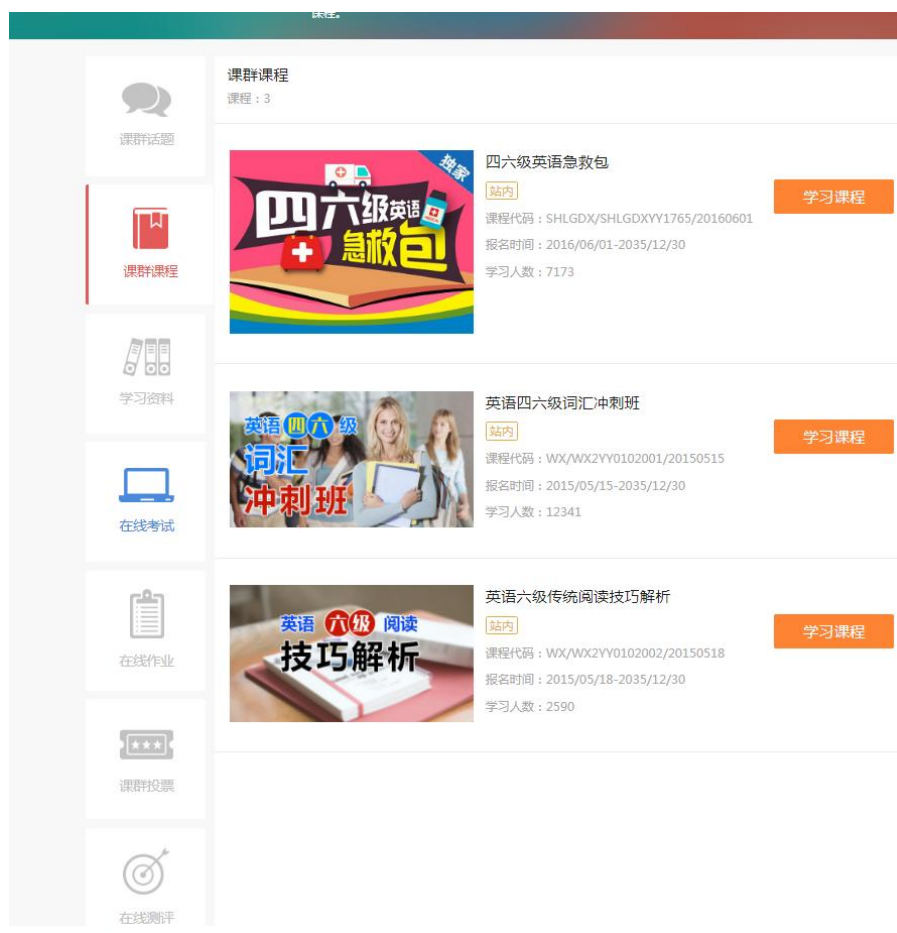 课程。
课群话题
课群课程
学习资料
在线考试
在线作业
课群投票
在线测评
课群课程
课程：3
独家
四六级英语
急救包
四六级英语急救包
站内
课程代码：SHLGDX/SHLGDXYY1765/20160601
报名时间：2016/06/01-2035/12/30
学习人数：7173
学习课程
英语四六级
词汇
冲刺班
英语四六级词汇冲刺班
站内
课程代码：WX/WX2YY0102001/20150515
报名时间：2015/05/15-2035/12/30
学习人数：12341
学习课程
英语六级阅读
技巧解析
英语六级传统阅读技巧解析
站内
课程代码：WX/WX2YY0102002/20150518
报名时间：2015/05/18-2035/12/30
学习人数：2590
学习课程